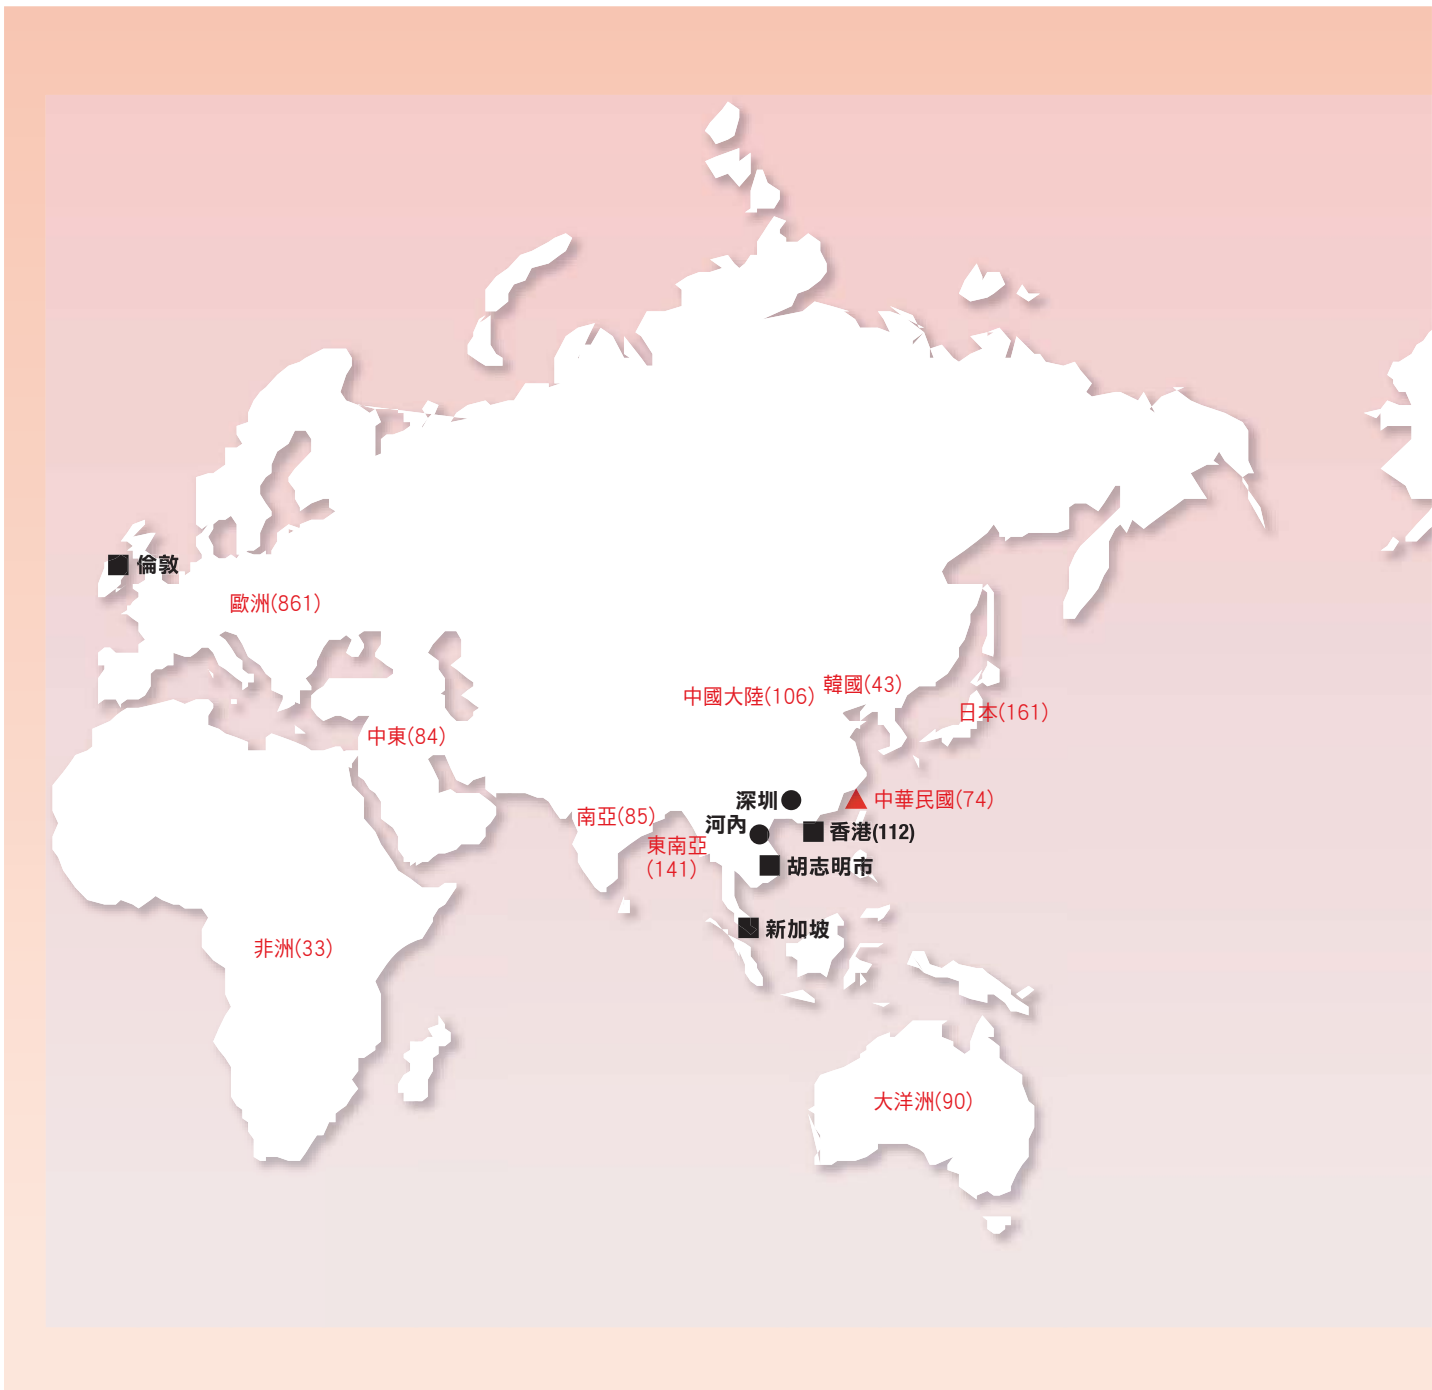 倫敦
歐洲(861)
韓國(43)
中國大陸(106)
日本(161)
中東(84)
深圳
中華民國(74)
南亞(85)
河內
香港(112)
東南亞
(141)
胡志明市
新加坡
非洲(33)
大洋洲(90)